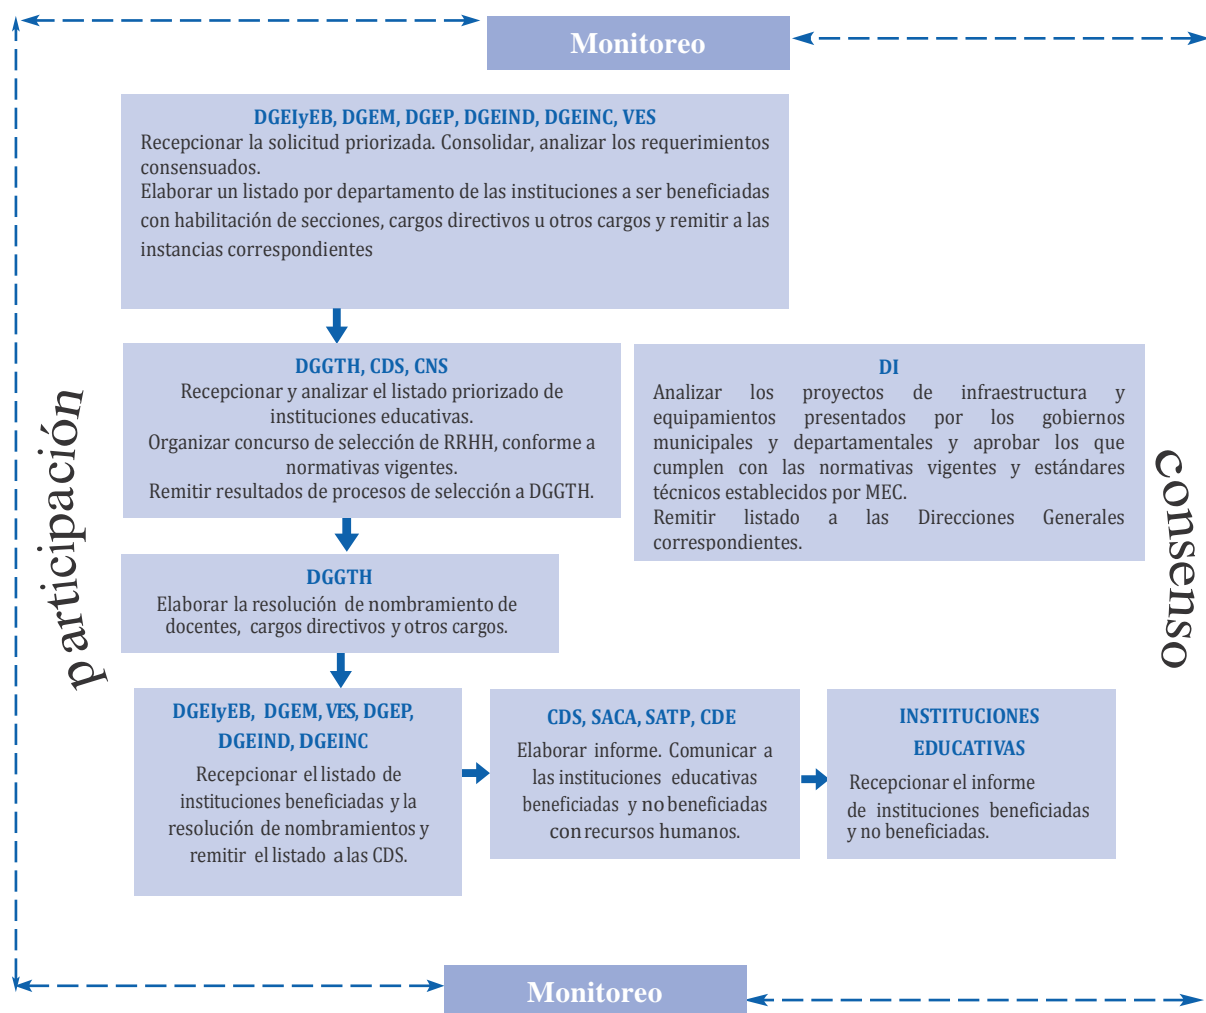 Monitoreo
DGEIyEB, DGEM, DGEP, DGEIND, DGEINC, VES
Recepcionar la solicitud priorizada. Consolidar, analizar los requerimientos
consensuados.
Elaborar un listado por departamento de las instituciones a ser beneficiadas
con habilitación de secciones, cargos directivos u otros cargos y remitir a las
instancias correspondientes
DGGTH, CDS, CNS
Recepcionar y analizar el listado priorizado de
instituciones educativas.
Organizar concurso de selección de RRHH, conforme a
normativas vigentes.
Remitir resultados de procesos de selección a DGGTH.
DI
Analizar los proyectos de infraestructura y
equipamientos presentados por los gobiernos
municipales y departamentales y aprobar los que
cumplen con las normativas vigentes y estándares
técnicos establecidos por MEC.
Remitir listado a las Direcciones Generales
correspondientes.
participación
consenso
DGGTH
Elaborar la resolución de nombramiento de
docentes, cargos directivos y otros cargos.
DGEIyEB, DGEM, VES, DGEP,
DGEIND, DGEINC
Recepcionar el listado de
instituciones beneficiadas y la
resolución de nombramientos y
remitir el listado a las CDS.
CDS, SACA, SATP, CDE
Elaborar informe. Comunicar a
las instituciones educativas
beneficiadas y no beneficiadas
con recursos humanos.
INSTITUCIONES
EDUCATIVAS
Recepcionar el informe
de instituciones beneficiadas
y no beneficiadas.
Monitoreo